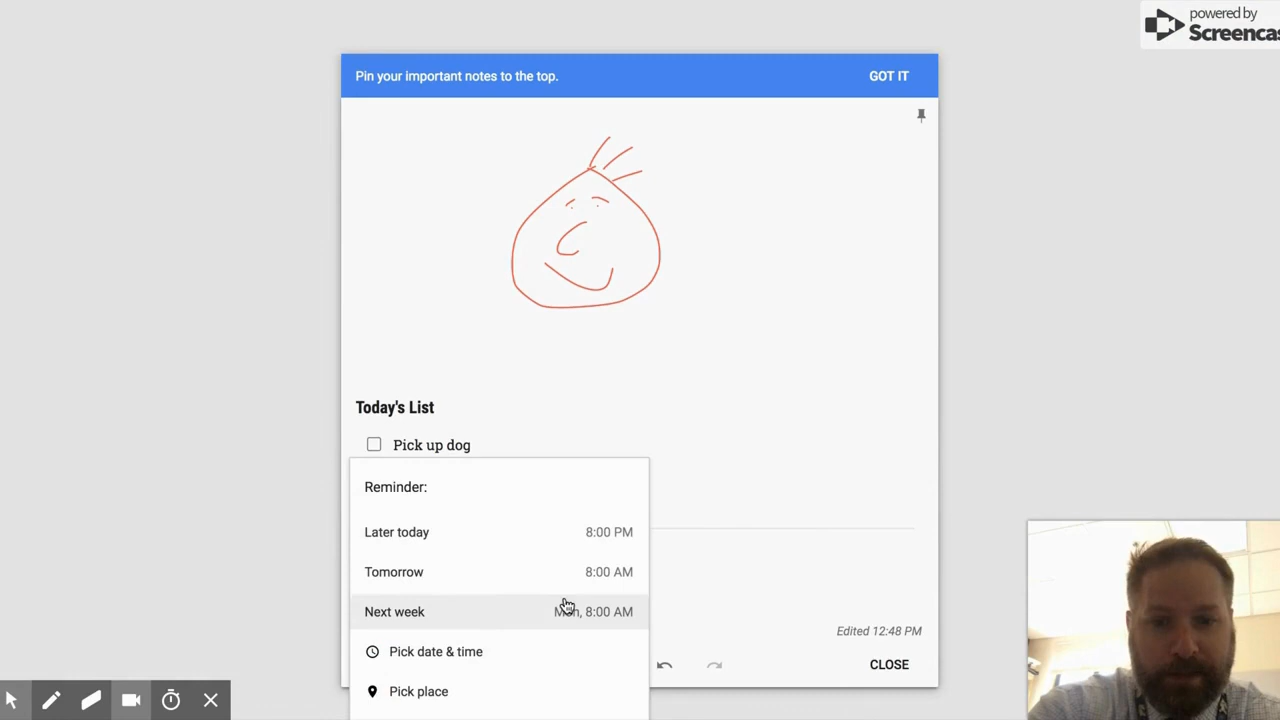 powered by
Pin your important notes to the top.
GOT IT
Today's List
Pick up dog
Reminder:
Later today 8:00 PM
Tomorrow 8:00 AM
Next week Mon, 8:00 AM
Pick date & time
Pick place
Edited 12:48 PM
CLOSE